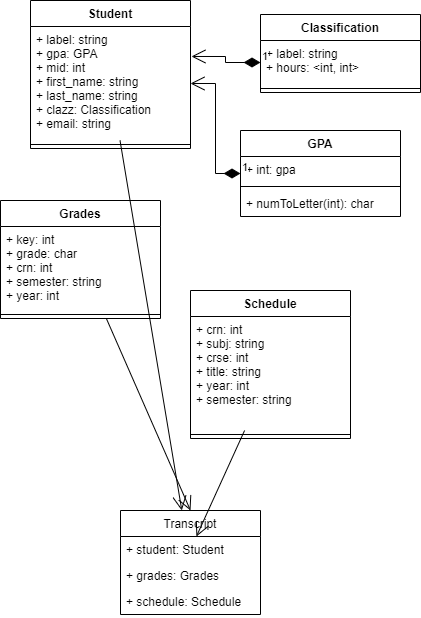 Student
+ label: string
+ gpa: GPA
+ mid: int
+ first_name: string
+ last_name: string
+ clazz: Classification
+ email: string
Classification
1
+ label: string
+ hours: <int, int>
GPA
1
+ int: gpa
+ numToLetter(int): char
Grades
+ key: int
+ grade: char
+ crn: int
+ semester: string
+ year: int
Schedule
+ crn: int
+ subj: string
+ crse: int
+ title: string
+ year: int
+ semester: string
Transcript
+ student: Student
+ grades: Grades
+ schedule: Schedule